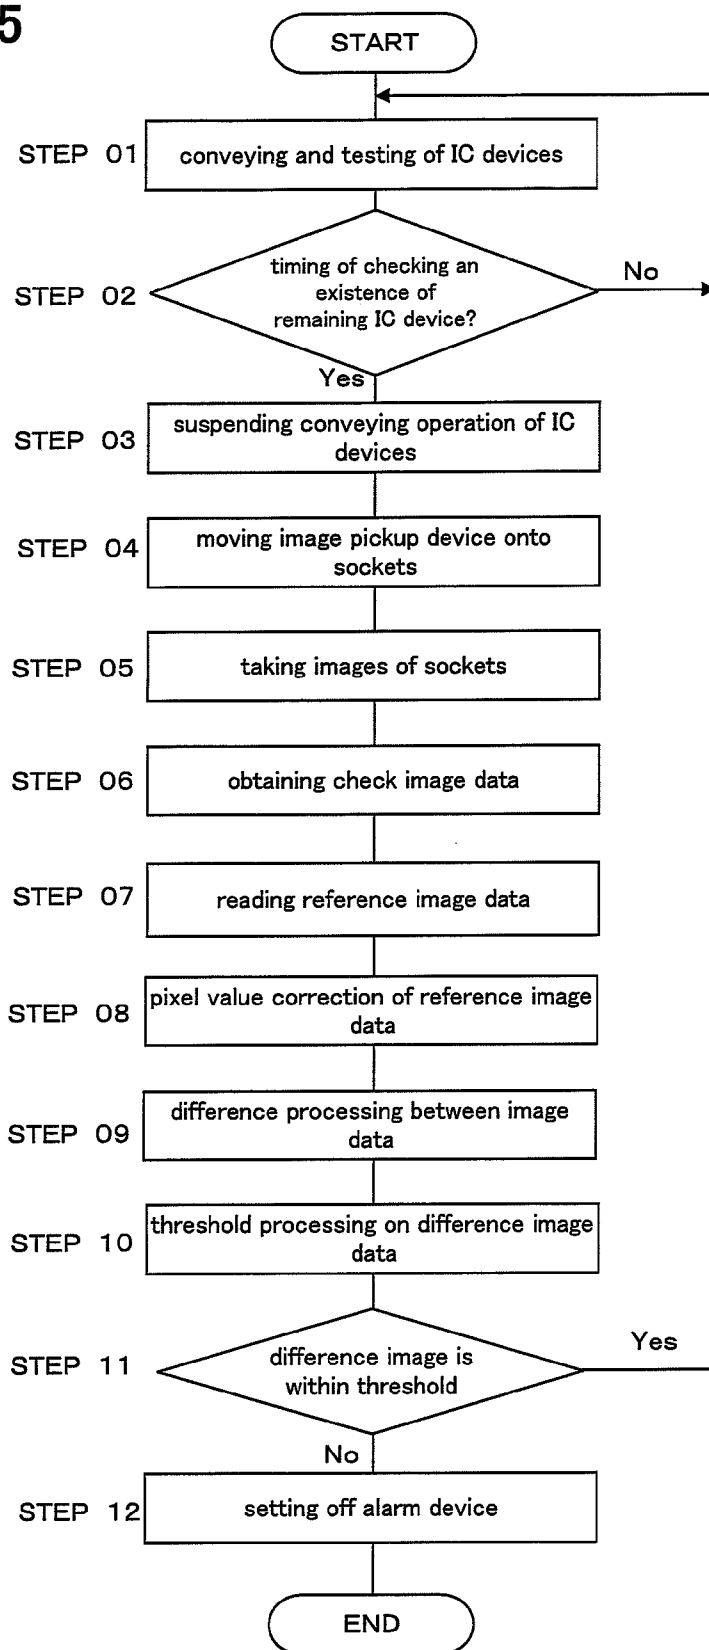 5
START
STEP 01
conveying and testing of IC devices
STEP 02
timing of checking an
existence of
remaining IC device?
No
Yes
STEP 03
suspending conveying operation of IC
devices
STEP 04
moving image pickup device onto
sockets
STEP 05
taking images of sockets
STEP 06
obtaining check image data
STEP 07
reading reference image data
STEP 08
pixel value correction of reference image
data
STEP 09
difference processing between image
data
STEP 10
threshold processing on difference image
data
STEP 11
difference image is
within threshold
Yes
No
STEP 12
setting off alarm device
END